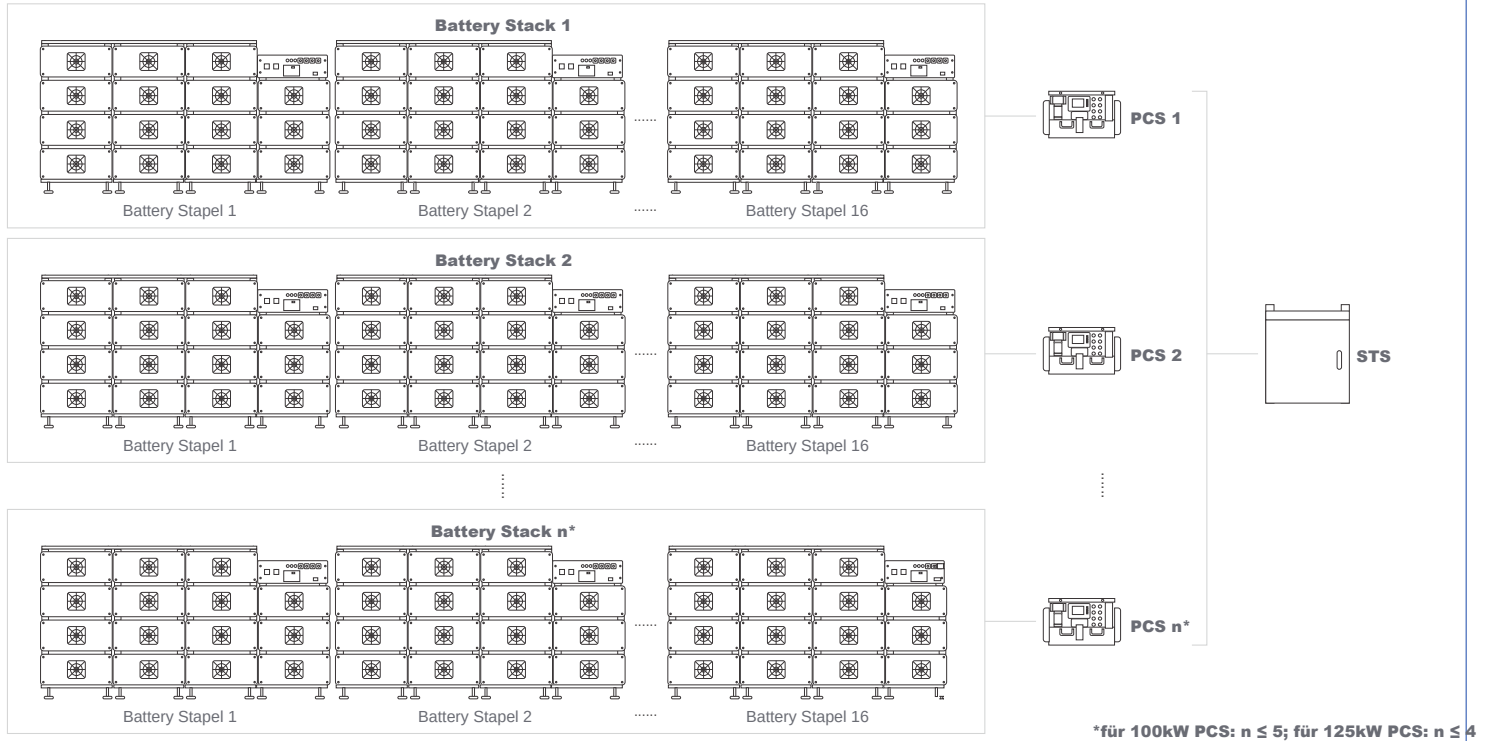 Battery Stack 1
...... PCS 1
Battery Stapel 1 Battery Stapel 2 ...... Battery Stapel 16
Battery Stack 2
...... PCS 2 STS
Battery Stapel 1 Battery Stapel 2 ...... Battery Stapel 16
Battery Stack n*
...... PCS n*
Battery Stapel 1 Battery Stapel 2 ...... Battery Stapel 16
*für 100kW PCS: n ≤ 5; für 125kW PCS: n ≤ 4